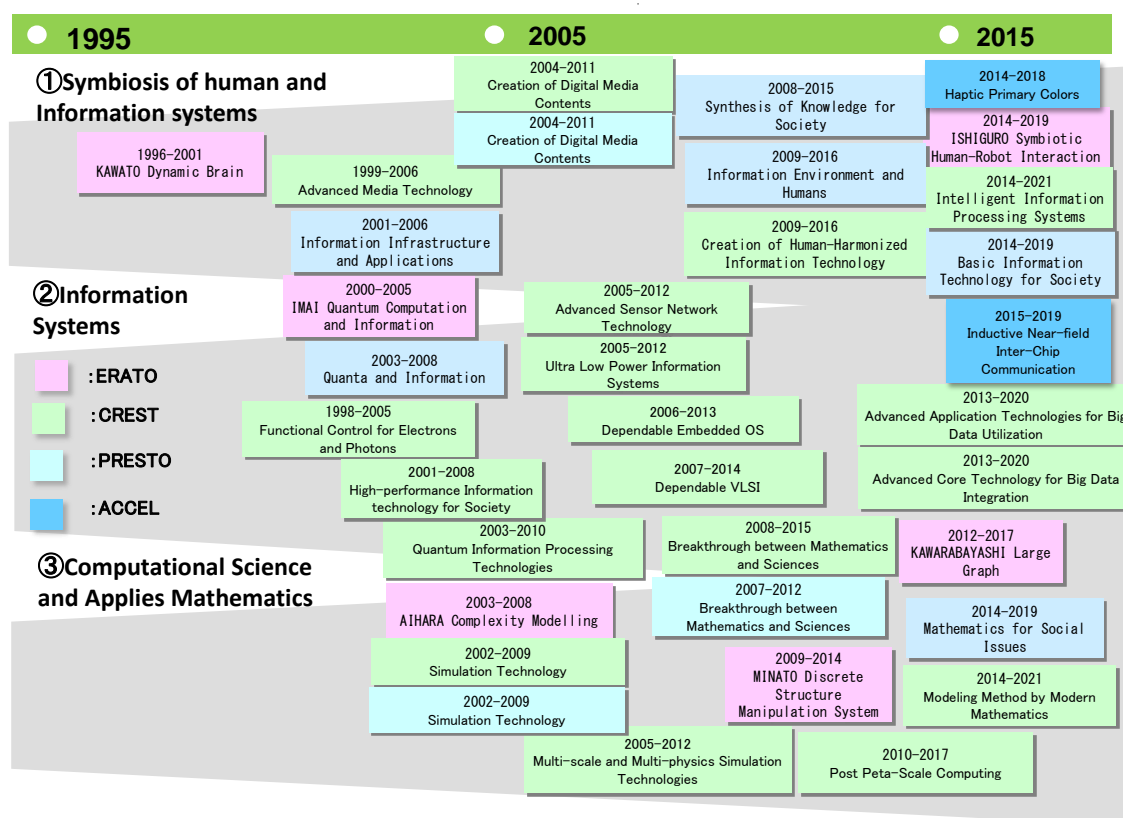 1995
2005
2015
①Symbiosis of human and
Information systems
1996-2001
KAWATO Dynamic Brain
1999-2006
Advanced Media Technology
2001-2006
Information Infrastructure
and Applications
2004-2011
Creation of Digital Media
Contents
2004-2011
Creation of Digital Media
Contents
2008-2015
Synthesis of Knowledge for
Society
2009-2016
Information Environment and
Humans
2009-2016
Creation of Human-Harmonized
Information Technology
2014-2018
Haptic Primary Colors
2014-2019
ISHIGURO Symbiotic
Human-Robot Interaction
2014-2021
Intelligent Information
Processing Systems
2014-2019
Basic Information
Technology for Society
②Information
Systems
:ERATO
:CREST
:PRESTO
:ACCEL
2000-2005
IMAI Quantum Computation
and Information
2003-2008
Quanta and Information
1998-2005
Functional Control for Electrons
and Photons
2001-2008
High-performance Information
technology for Society
2003-2010
Quantum Information Processing
Technologies
2005-2012
Advanced Sensor Network
Technology
2005-2012
Ultra Low Power Information
Systems
2006-2013
Dependable Embedded OS
2007-2014
Dependable VLSI
2015-2019
Inductive Near-field
Inter-Chip
Communication
2013-2020
Advanced Application Technologies for Big
Data Utilization
2013-2020
Advanced Core Technology for Big Data
Integration
③Computational Science
and Applies Mathematics
2008-2015
Breakthrough between Mathematics
and Sciences
2012-2017
KAWARABAYASHI Large
Graph
2003-2008
AIHARA Complexity Modelling
2007-2012
Breakthrough between
Mathematics and Sciences
2014-2019
Mathematics for Social
Issues
2002-2009
Simulation Technology
2002-2009
Simulation Technology
2009-2014
MINATO Discrete
Structure
Manipulation System
2014-2021
Modeling Method by Modern
Mathematics
2005-2012
Multi-scale and Multi-physics Simulation
Technologies
2010-2017
Post Peta-Scale Computing